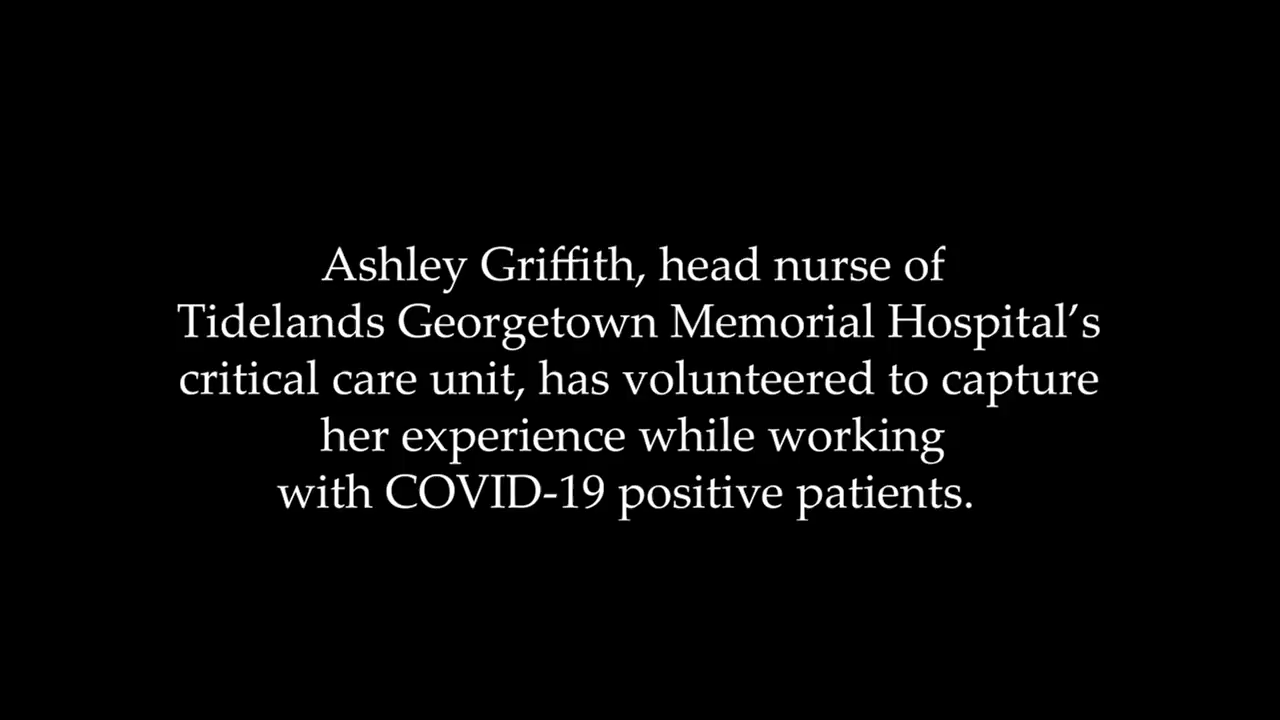 Ashley Griffith, head nurse of
Tidelands Georgetown Memorial Hospital’s
critical care unit, has volunteered to capture
her experience while working
with COVID-19 positive patients.